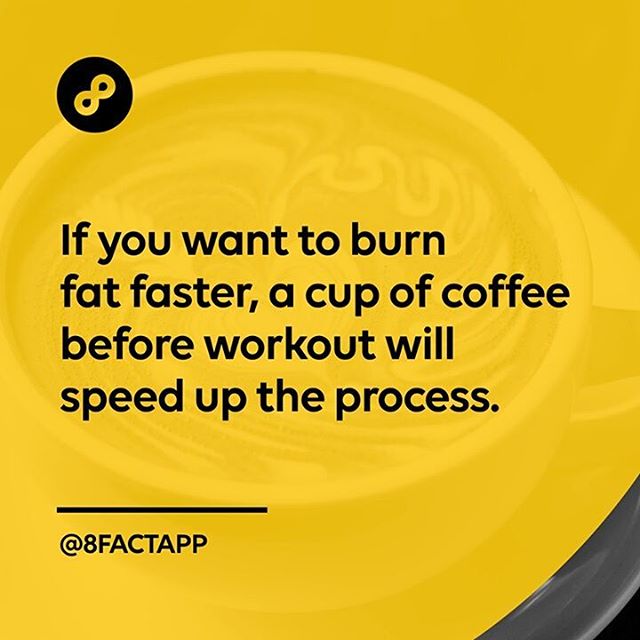 If you want to burn
fat faster, a cup of coffee
before workout will
speed up the process.
@8FACTAPP